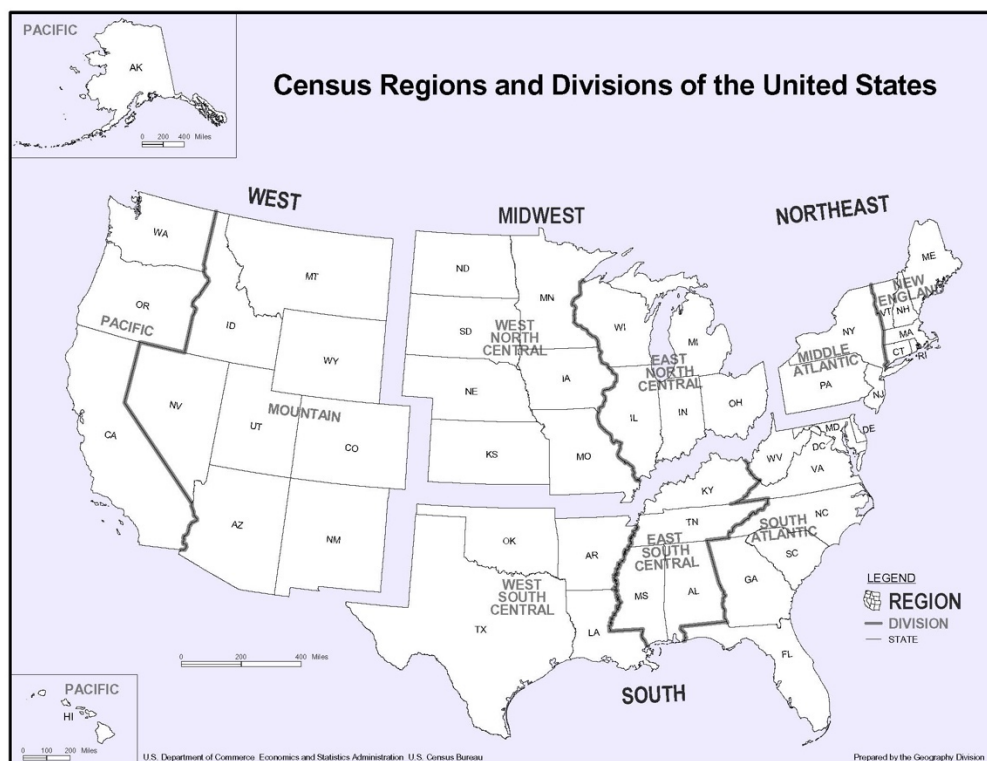 PACIFIC
AK
0 200 400 Miles
Census Regions and Divisions of the United States
WEST
MIDWEST
NORTHEAST
WA
MT
OR
ID
PACIFIC
WY
NV
MOUNTAIN
UT
CA
CO
AZ
NM
ND
MN
SD
WEST
NORTH
CENTRAL
NE
IA
KS
MO
WI
MI
EAST
NORTH
CENTRAL
IL
IN
OH
ME
NEW
ENGLAND
VT
NH
NY
MA
CT
RI
MIDDLE
ATLANTIC
PA
NJ
MD
DE
WV
DC
VA
KY
NC
TN
SOUTH
ATLANTIC
SC
EAST
SOUTH
CENTRAL
MS
AL
GA
FL
OK
AR
WEST
SOUTH
CENTRAL
TX
LA
SOUTH
0 200 400 Miles
LEGEND
REGION
DIVISION
STATE
PACIFIC
HI
0 100 200 Miles
U.S. Department of Commerce Economics and Statistics Administration U.S. Census Bureau
Prepared by the Geography Division